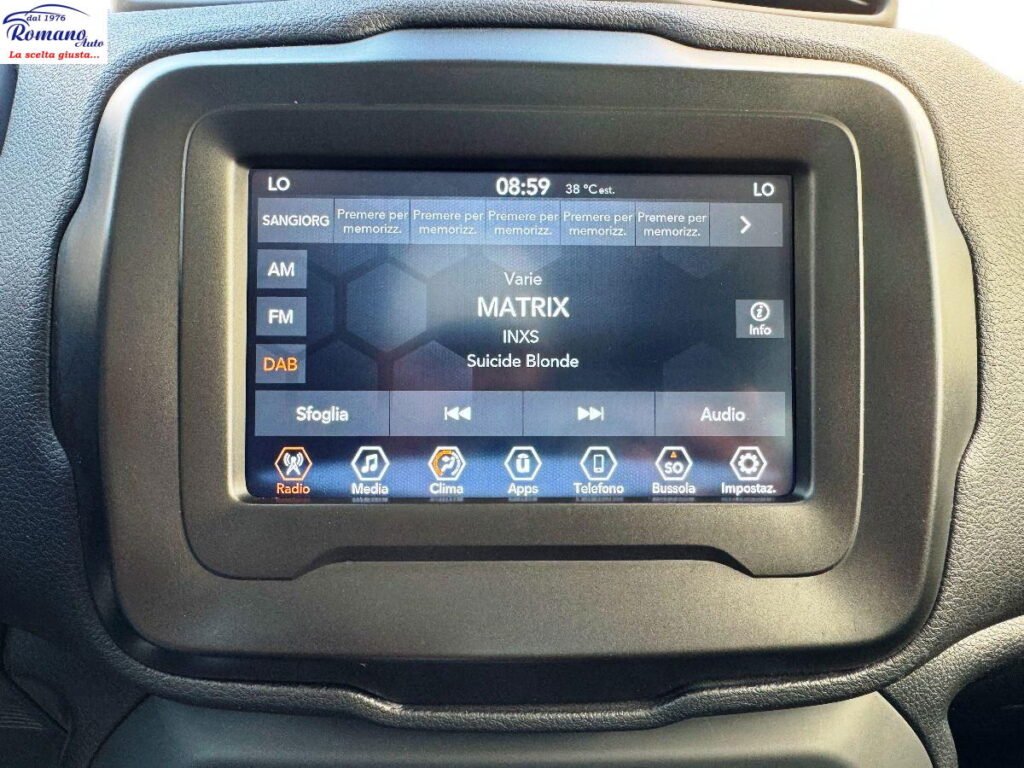 dal 1976
Romano Auto
La scelta giusta...
LO 08:59 38 °C est. LO
SANGIORG Premere per memorizz. Premere per memorizz. Premere per memorizz. Premere per memorizz. Premere per memorizz.
AM
FM
DAB
Varie
MATRIX
INXS
Suicide Blonde
Info
Sfoglia Audio
SO
Radio Media Clima Apps Telefono Bussola Impostaz.